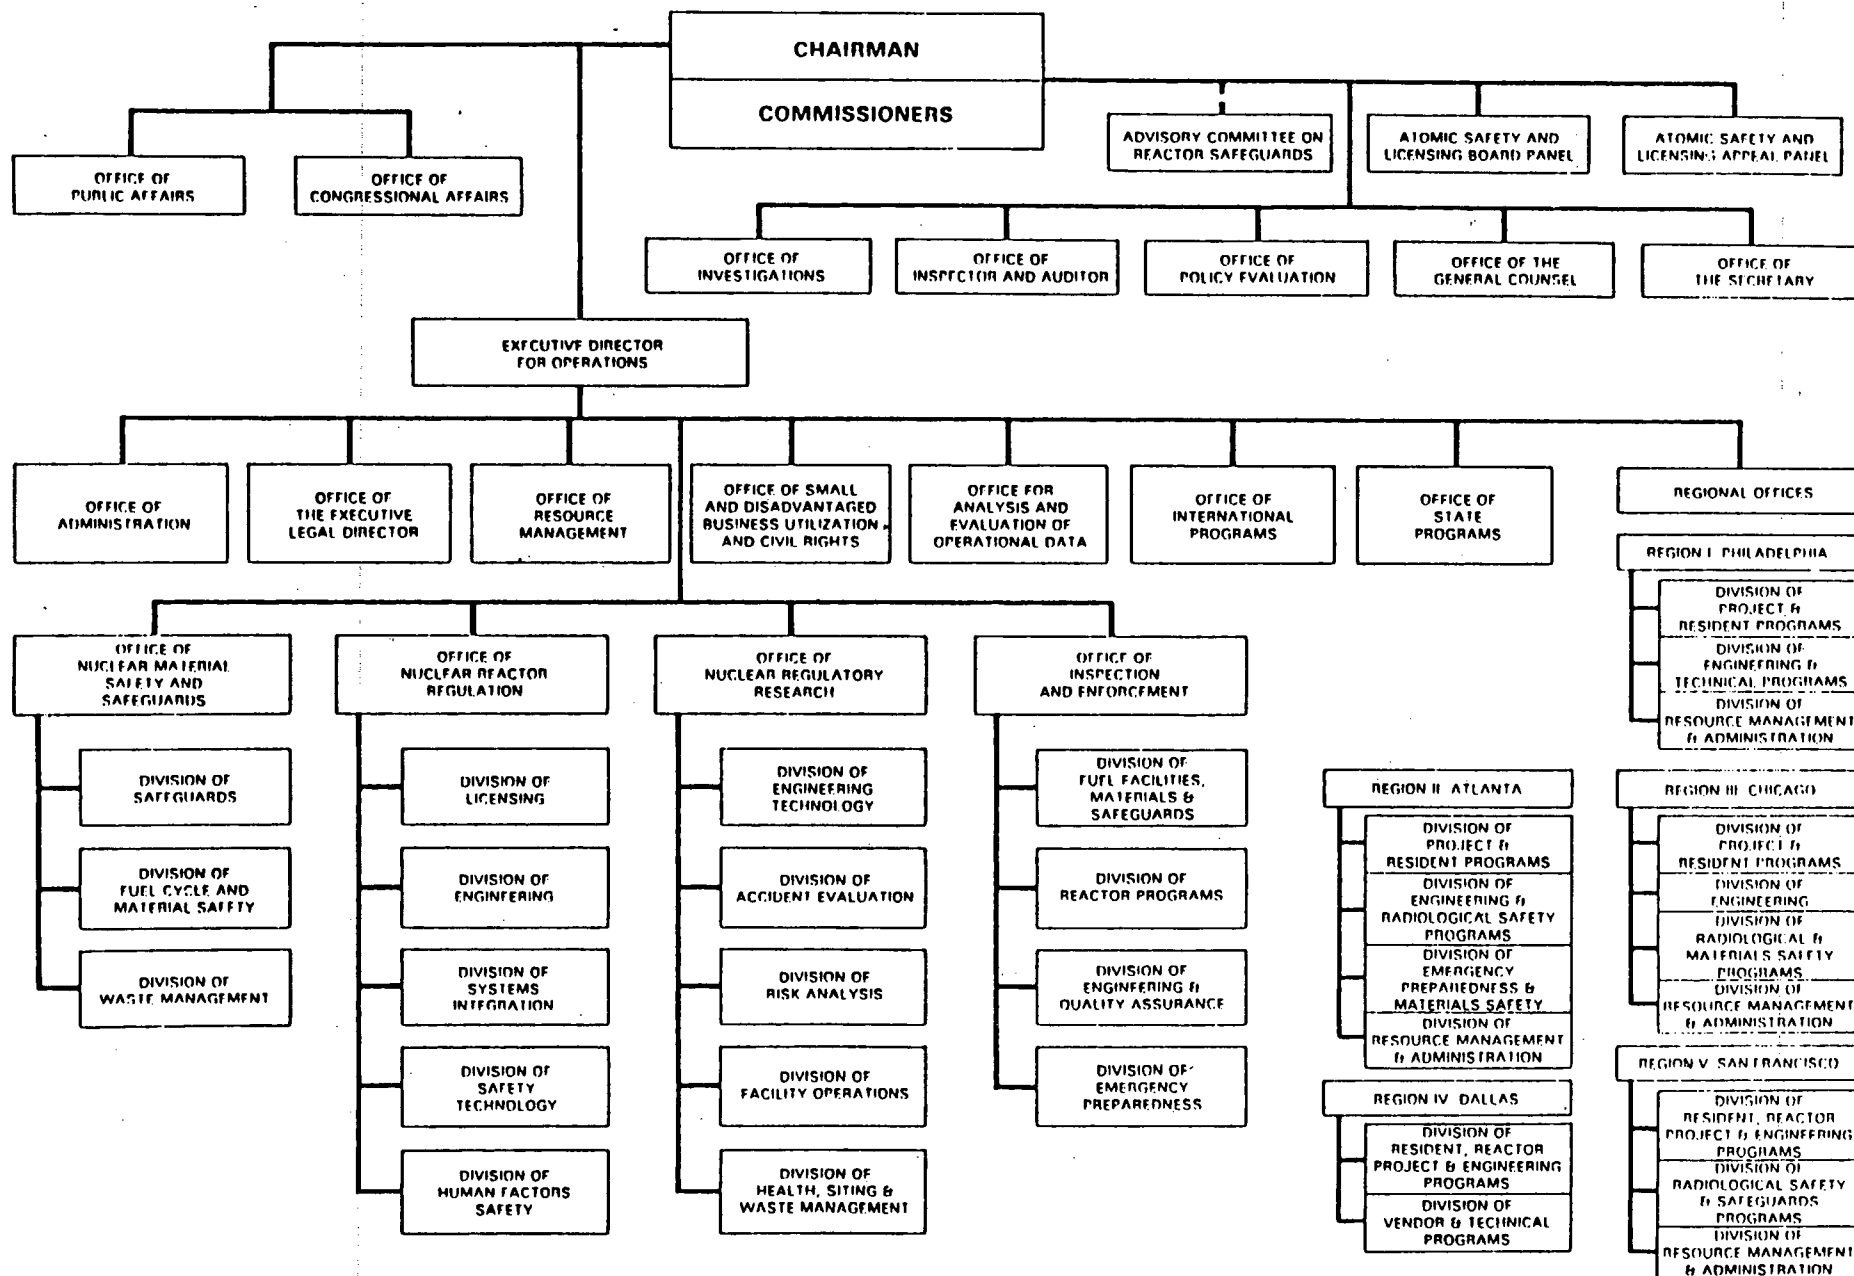 CHAIRMAN
COMMISSIONERS
ADVISORY COMMITTEE ON
REACTOR SAFEGUARDS
ATOMIC SAFETY AND
LICENSING BOARD PANEL
ATOMIC SAFETY AND
LICENSING APPEAL PANEL
OFFICE OF
PUBLIC AFFAIRS
OFFICE OF
CONGRESSIONAL AFFAIRS
OFFICE OF
INVESTIGATIONS
OFFICE OF
INSPECTOR AND AUDITOR
OFFICE OF
POLICY EVALUATION
OFFICE OF THE
GENERAL COUNSEL
OFFICE OF
THE SECRETARY
EXECUTIVE DIRECTOR
FOR OPERATIONS
OFFICE OF
ADMINISTRATION
OFFICE OF
THE EXECUTIVE
LEGAL DIRECTOR
OFFICE OF
RESOURCE
MANAGEMENT
OFFICE OF SMALL
AND DISADVANTAGED
BUSINESS UTILIZATION
AND CIVIL RIGHTS
OFFICE FOR
ANALYSIS AND
EVALUATION OF
OPERATIONAL DATA
OFFICE OF
INTERNATIONAL
PROGRAMS
OFFICE OF
STATE
PROGRAMS
REGIONAL OFFICES
REGION I PHILADELPHIA
DIVISION OF
PROJECT &
RESIDENT PROGRAMS
DIVISION OF
ENGINEERING &
TECHNICAL PROGRAMS
DIVISION OF
RESOURCE MANAGEMENT
& ADMINISTRATION
OFFICE OF
NUCLEAR MATERIAL
SAFETY AND
SAFEGUARDS
DIVISION OF
SAFEGUARDS
DIVISION OF
FUEL CYCLE AND
MATERIAL SAFETY
DIVISION OF
WASTE MANAGEMENT
OFFICE OF
NUCLEAR REACTOR
REGULATION
DIVISION OF
LICENSING
DIVISION OF
ENGINEERING
DIVISION OF
SYSTEMS
INTEGRATION
DIVISION OF
SAFETY
TECHNOLOGY
DIVISION OF
HUMAN FACTORS
SAFETY
OFFICE OF
NUCLEAR REGULATORY
RESEARCH
DIVISION OF
ENGINEERING
TECHNOLOGY
DIVISION OF
ACCIDENT EVALUATION
DIVISION OF
RISK ANALYSIS
DIVISION OF
FACILITY OPERATIONS
DIVISION OF
HEALTH, SITING &
WASTE MANAGEMENT
OFFICE OF
INSPECTION
AND ENFORCEMENT
DIVISION OF
FUEL FACILITIES,
MATERIALS &
SAFEGUARDS
DIVISION OF
REACTOR PROGRAMS
DIVISION OF
ENGINEERING &
QUALITY ASSURANCE
DIVISION OF
EMERGENCY
PREPAREDNESS
REGION II ATLANTA
DIVISION OF
PROJECT &
RESIDENT PROGRAMS
DIVISION OF
ENGINEERING &
RADIOLOGICAL SAFETY
PROGRAMS
DIVISION OF
EMERGENCY
PREPAREDNESS &
MATERIALS SAFETY
DIVISION OF
RESOURCE MANAGEMENT
& ADMINISTRATION
REGION III CHICAGO
DIVISION OF
PROJECT &
RESIDENT PROGRAMS
DIVISION OF
ENGINEERING
DIVISION OF
RADIOLOGICAL &
MATERIALS SAFETY
PROGRAMS
DIVISION OF
RESOURCE MANAGEMENT
& ADMINISTRATION
REGION IV DALLAS
DIVISION OF
RESIDENT, REACTOR
PROJECT & ENGINEERING
PROGRAMS
DIVISION OF
VENDOR & TECHNICAL
PROGRAMS
REGION V SAN FRANCISCO
DIVISION OF
RESIDENT, REACTOR
PROJECT & ENGINEERING
PROGRAMS
DIVISION OF
RADIOLOGICAL SAFETY
& SAFEGUARDS
PROGRAMS
DIVISION OF
RESOURCE MANAGEMENT
& ADMINISTRATION